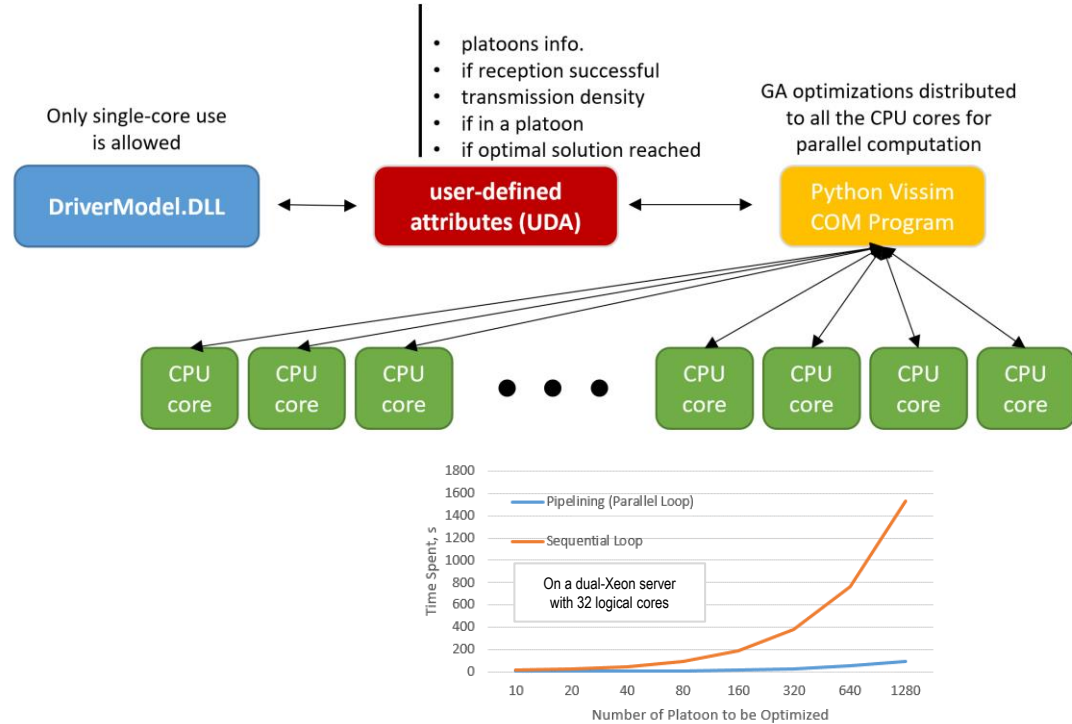 • platoons info.
• if reception successful
• transmission density
• if in a platoon
• if optimal solution reached
Only single-core use
is allowed
GA optimizations distributed
to all the CPU cores for
parallel computation
DriverModel.DLL
user-defined
attributes (UDA)
Python Vissim
COM Program
CPU
core
CPU
core
CPU
core
CPU
core
CPU
core
CPU
core
CPU
core
1800
1600
1400
1200
1000
800
600
400
200
0
Time Spent, s
Pipelining (Parallel Loop)
Sequential Loop
On a dual-Xeon server
with 32 logical cores
10 20 40 80 160 320 640 1280
Number of Platoon to be Optimized